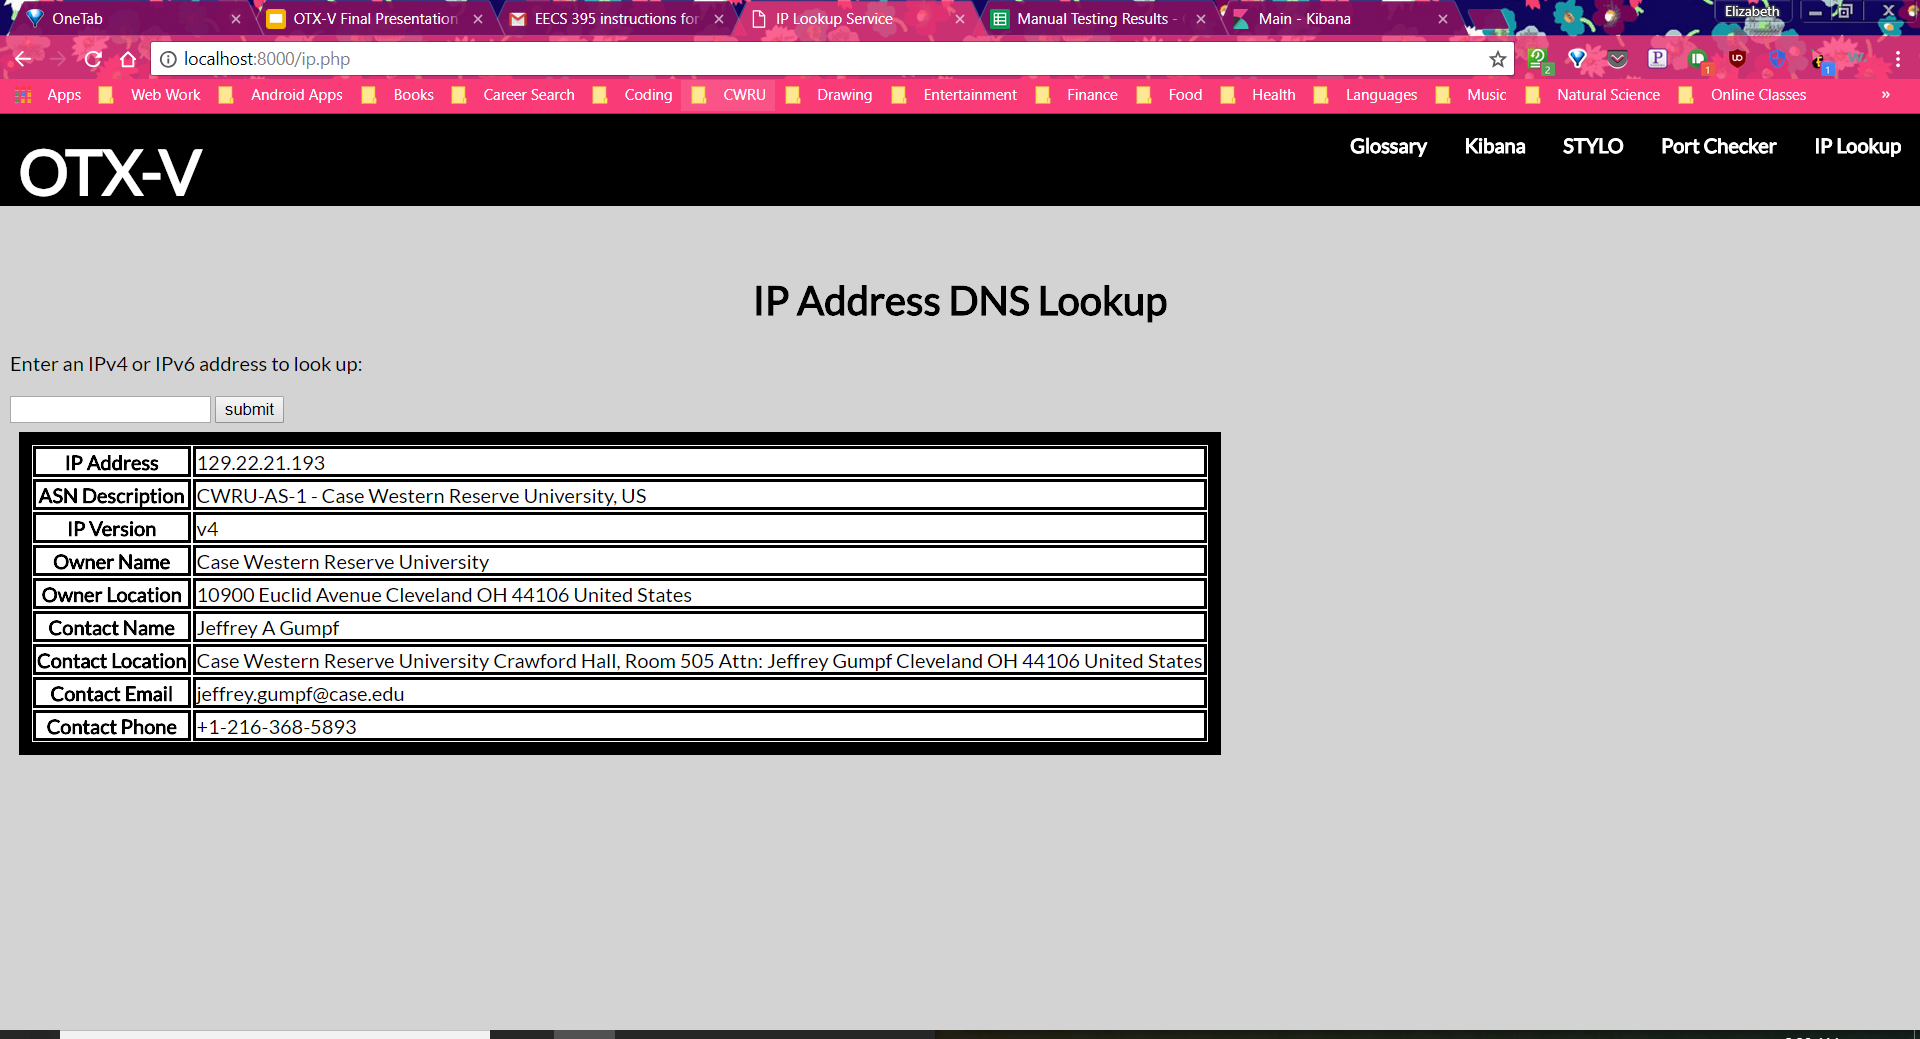 OneTab
OTX-V Final Presentation
EECS 395 instructions for
IP Lookup Service
Manual Testing Results -
Main - Kibana
Elizabeth
localhost:8000/ip.php
Apps
Web Work
Android Apps
Books
Career Search
Coding
CWRU
Drawing
Entertainment
Finance
Food
Health
Languages
Music
Natural Science
Online Classes
»
OTX-V
Glossary
Kibana
STYLO
Port Checker
IP Lookup
IP Address DNS Lookup
Enter an IPv4 or IPv6 address to look up:
submit
IP Address 129.22.21.193
ASN Description CWRU-AS-1 - Case Western Reserve University, US
IP Version v4
Owner Name Case Western Reserve University
Owner Location 10900 Euclid Avenue Cleveland OH 44106 United States
Contact Name Jeffrey A Gumpf
Contact Location Case Western Reserve University Crawford Hall, Room 505 Attn: Jeffrey Gumpf Cleveland OH 44106 United States
Contact Email jeffrey.gumpf@case.edu
Contact Phone +1-216-368-5893